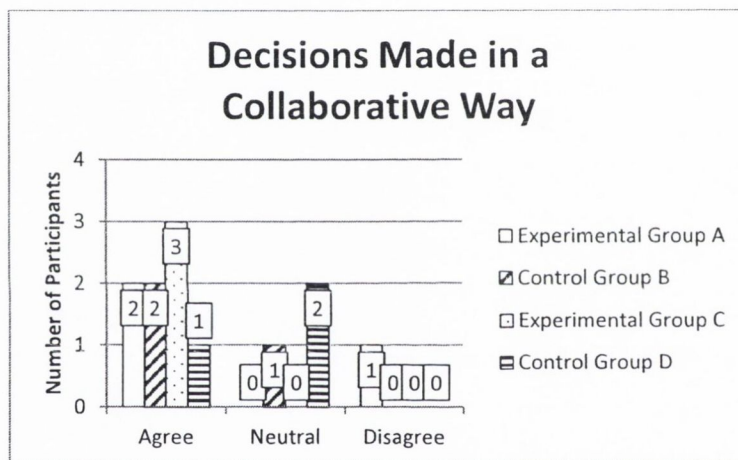 Decisions Made in a
Collaborative Way
Number of Participants
4
3
2
1
0
2
2
3
1
0
1
0
2
1
0
0
0
Agree
Neutral
Disagree
Experimental Group A
Control Group B
Experimental Group C
Control Group D